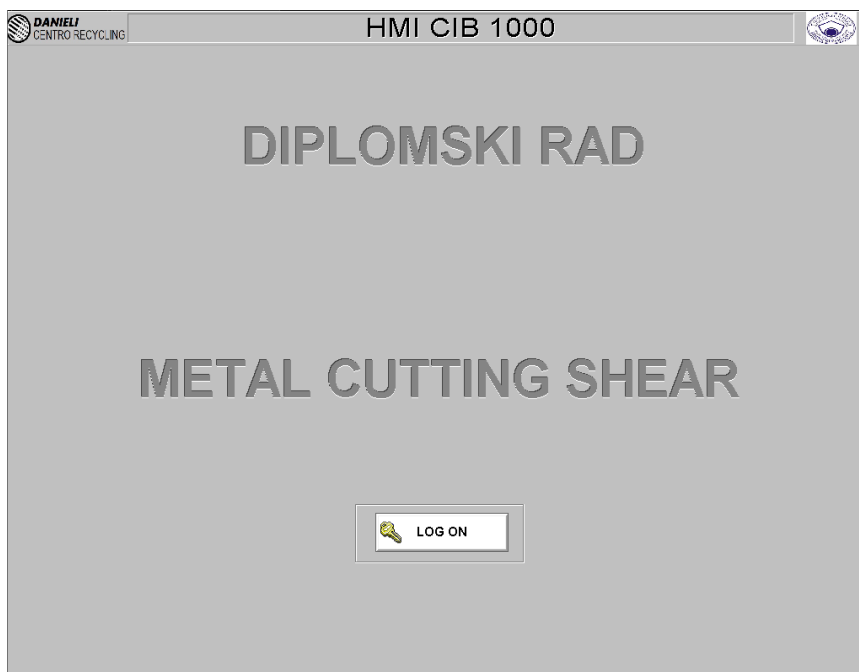 DANIELI
CENTRO RECYCLING
HMI CIB 1000
DIPLOMSKI RAD
METAL CUTTING SHEAR
LOG ON